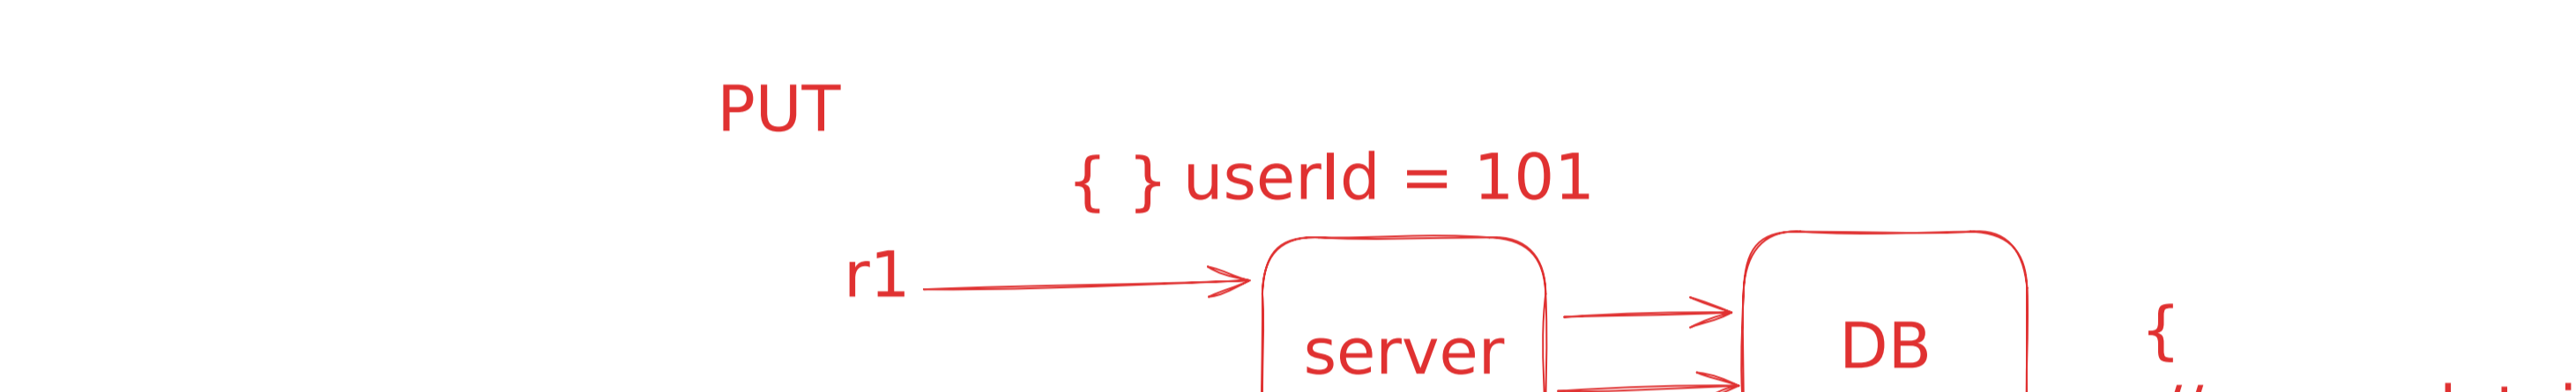 PUT
{ } userId = 101
r1
server
DB
{